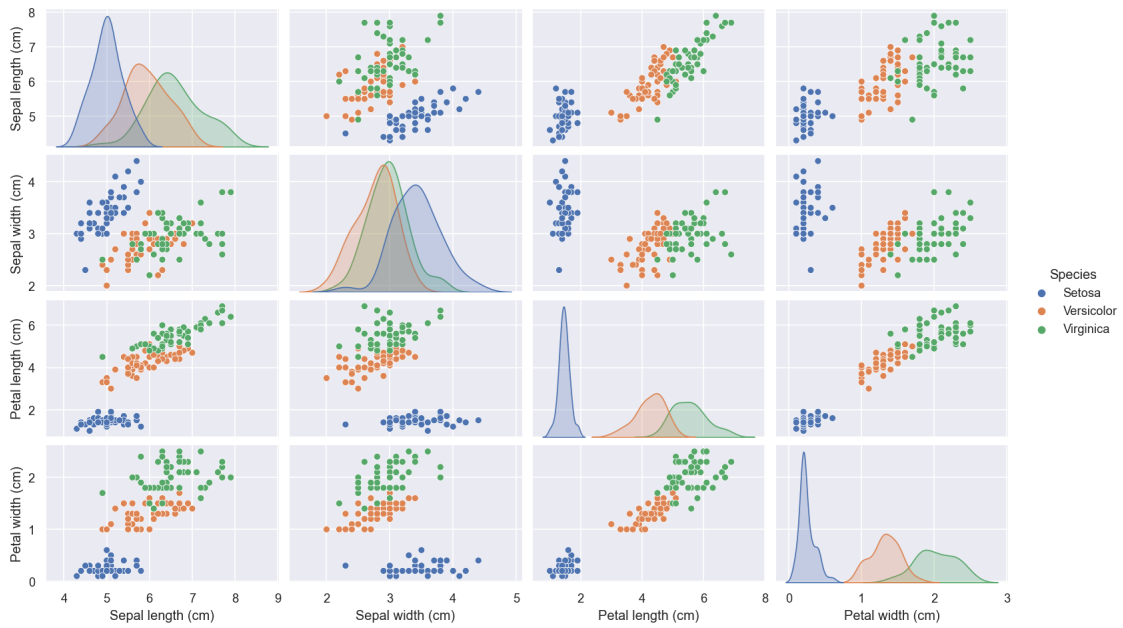 Sepal length (cm)
8
7
6
5
Sepal width (cm)
4
3
2
Petal length (cm)
6
4
2
Petal width (cm)
2
1
0
4 5 6 7 8 9
Sepal length (cm)
2 3 4 5
Sepal width (cm)
2 4 6 8
Petal length (cm)
0 1 2 3
Petal width (cm)
Species
Setosa
Versicolor
Virginica